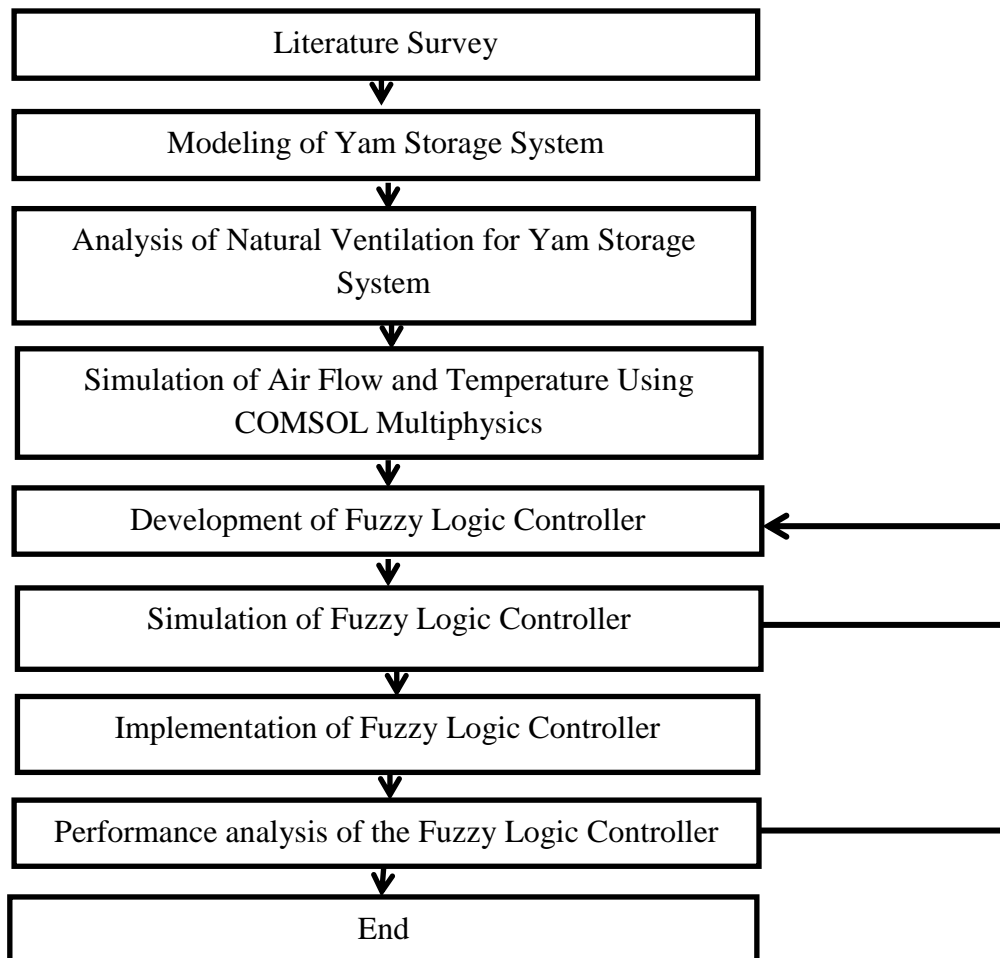 Literature Survey
Modeling of Yam Storage System
Analysis of Natural Ventilation for Yam Storage
System
Simulation of Air Flow and Temperature Using
COMSOL Multiphysics
Development of Fuzzy Logic Controller
Simulation of Fuzzy Logic Controller
Implementation of Fuzzy Logic Controller
Performance analysis of the Fuzzy Logic Controller
End